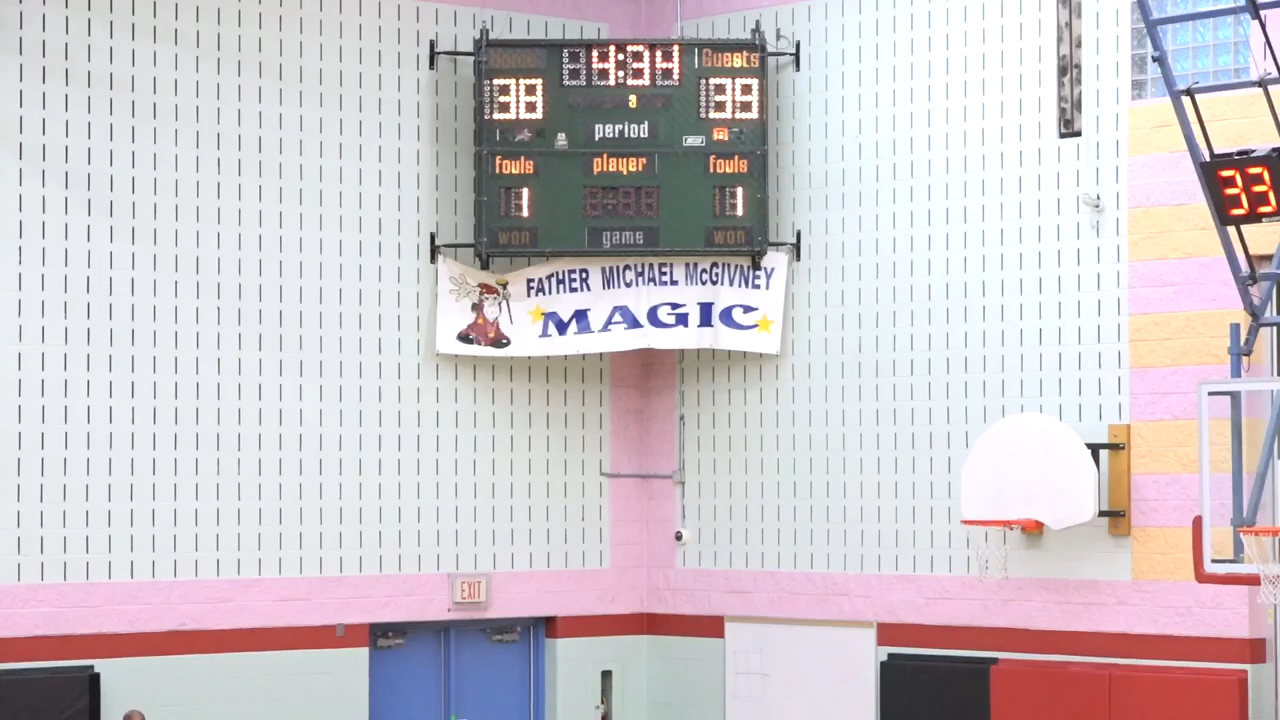 Home 4:34 Guests
38 39
3
period
fouls player fouls
1 1
won game won
FATHER MICHAEL McGIVNEY
MAGIC
33
EXIT